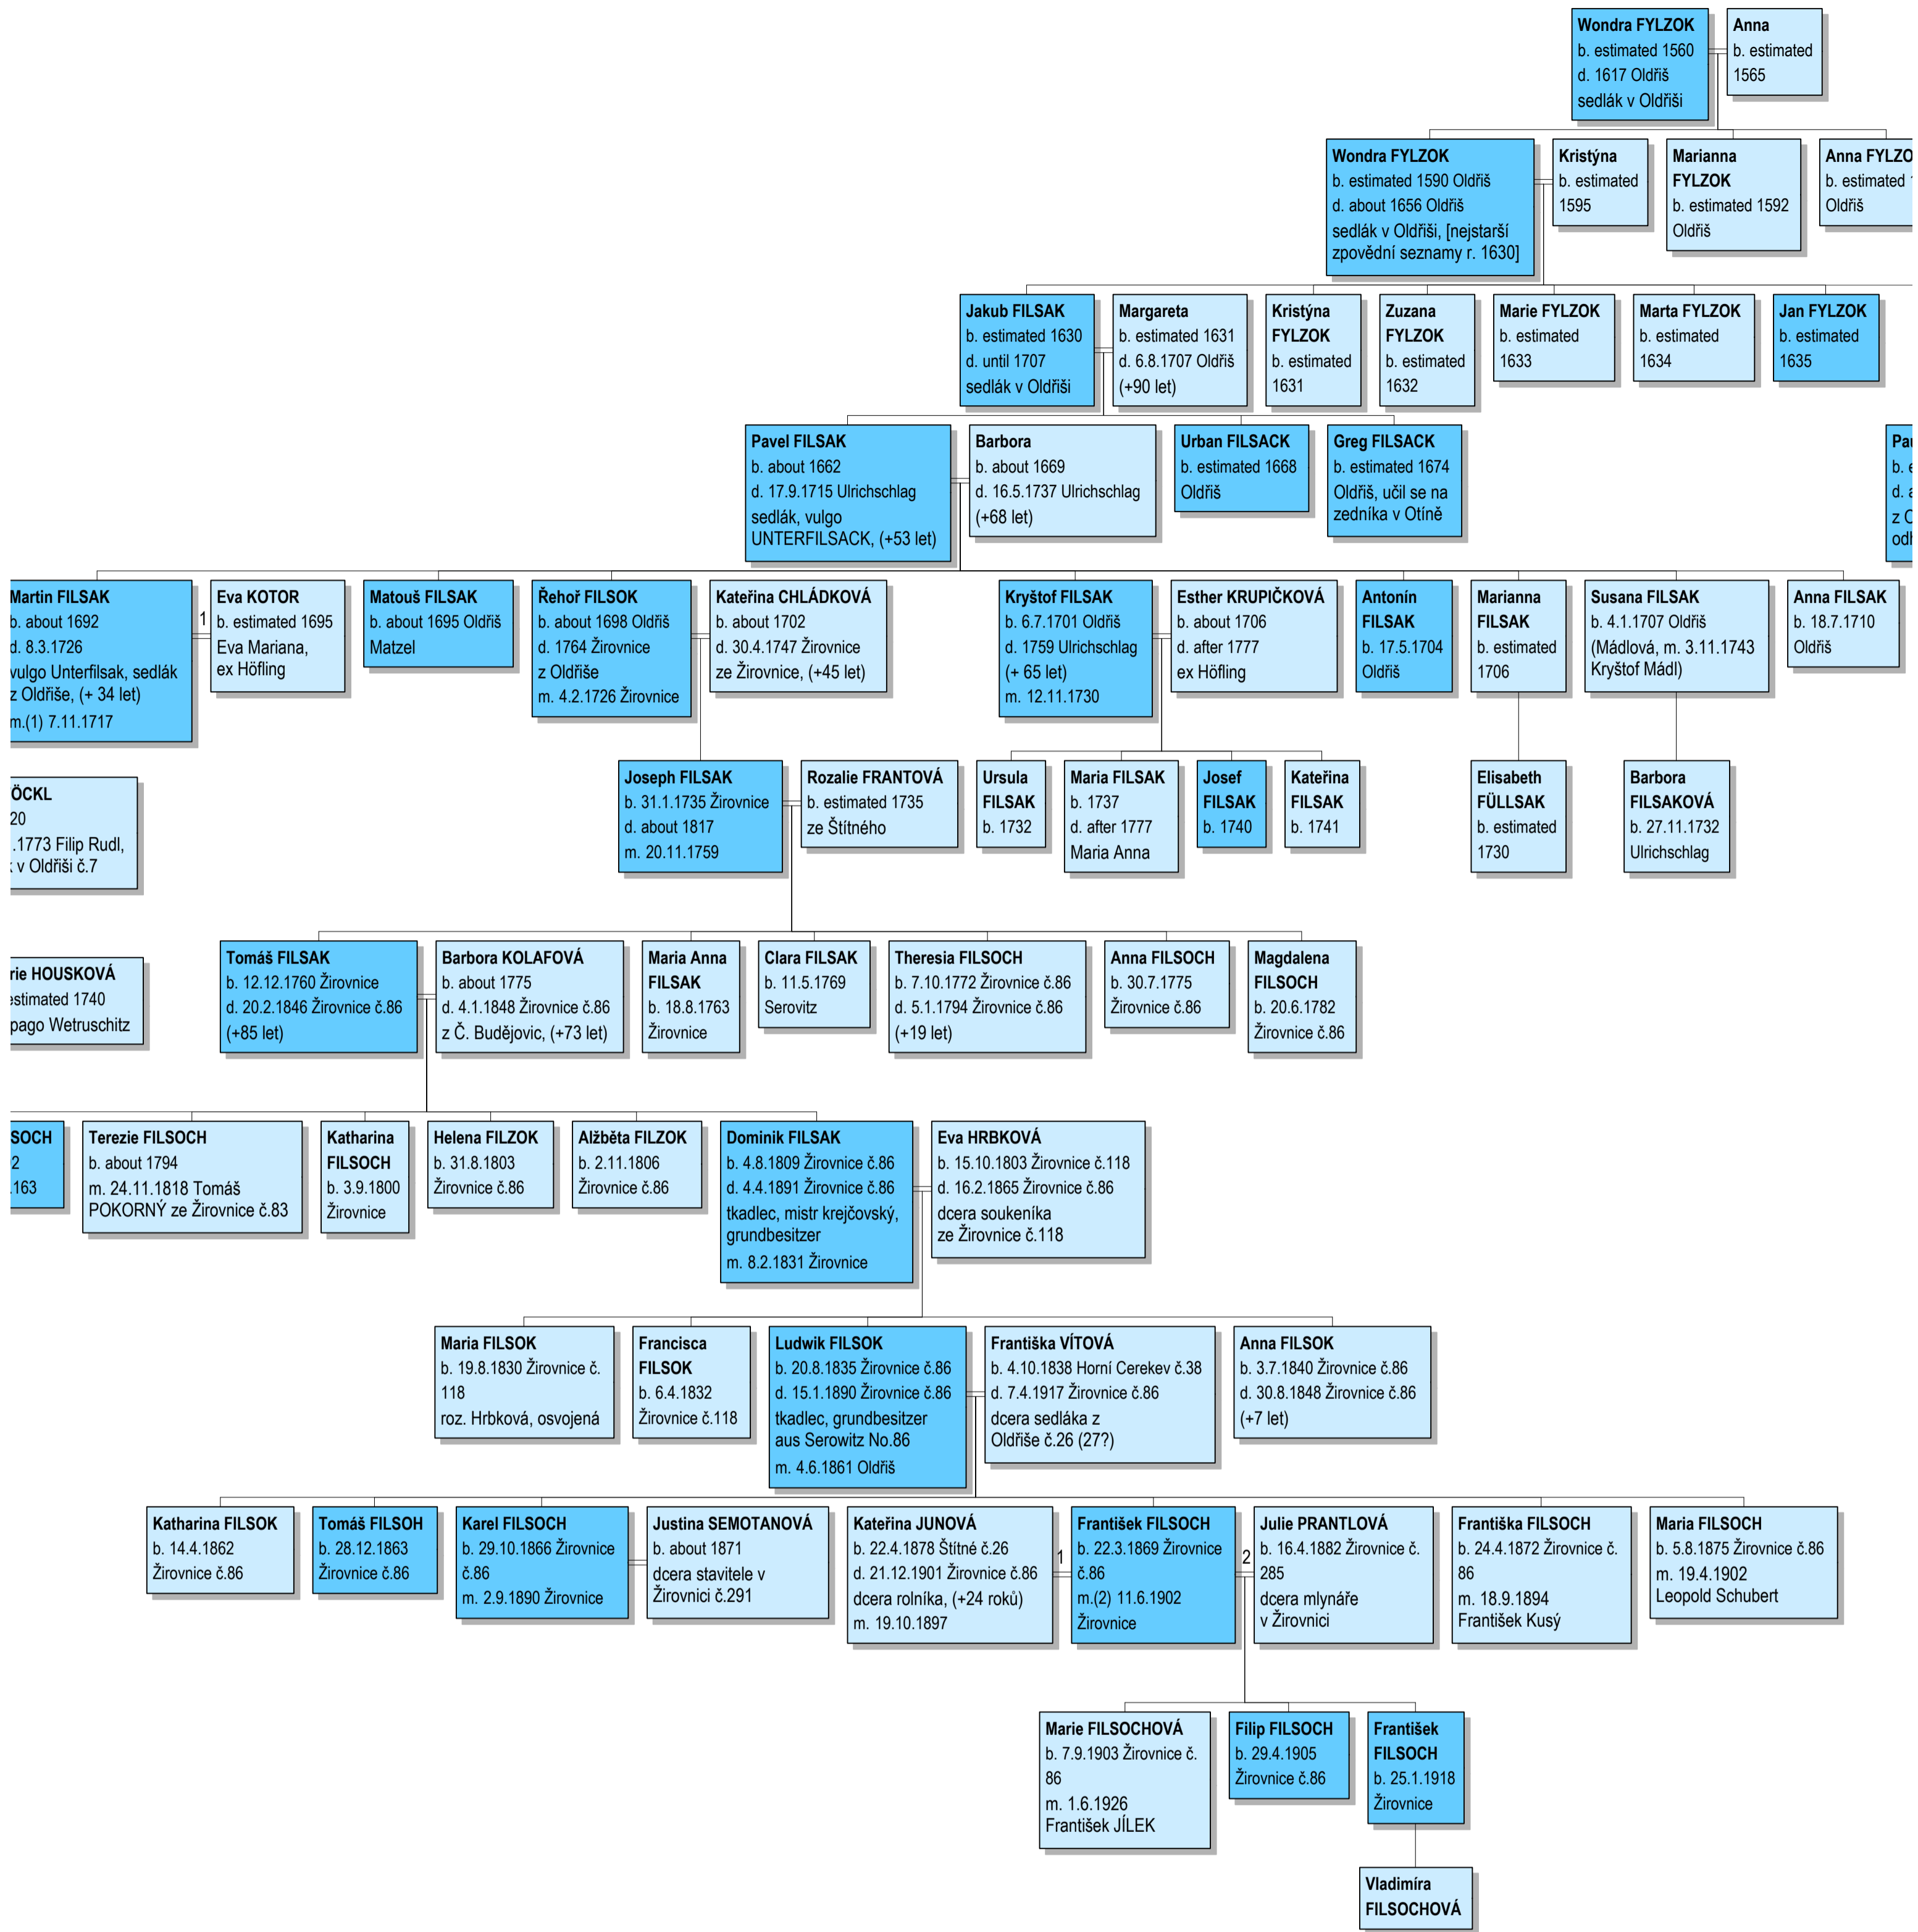 Wondra FYLZOK
b. estimated 1560
d. 1617 Oldřiš
sedlák v Oldřiši
Anna
b. estimated
1565
Wondra FYLZOK
b. estimated 1590 Oldřiš
d. about 1656 Oldřiš
sedlák v Oldřiši, [nejstarší
zpovědní seznamy r. 1630]
Kristýna
b. estimated
1595
Marianna
FYLZOK
b. estimated 1592
Oldřiš
Anna FYLZO
b. estimated
Oldřiš
Jakub FILSAK
b. estimated 1630
d. until 1707
sedlák v Oldřiši
Margareta
b. estimated 1631
d. 6.8.1707 Oldřiš
(+90 let)
Kristýna
FYLZOK
b. estimated
1631
Zuzana
FYLZOK
b. estimated
1632
Marie FYLZOK
b. estimated
1633
Marta FYLZOK
b. estimated
1634
Jan FYLZOK
b. estimated
1635
Pavel FILSAK
b. about 1662
d. 17.9.1715 Ulrichschlag
sedlák, vulgo
UNTERFILSACK, (+53 let)
Barbora
b. about 1669
d. 16.5.1737 Ulrichschlag
(+68 let)
Urban FILSACK
b. estimated 1668
Oldřiš
Greg FILSACK
b. estimated 1674
Oldřiš, učil se na
zedníka v Otíně
b.
d.
z
Martin FILSAK
b. about 1692
d. 8.3.1726
vulgo Unterfilsak, sedlák
z Oldřiše, (+ 34 let)
m.(1) 7.11.1717
1
Eva KOTOR
b. estimated 1695
Eva Mariana,
ex Höfling
Matouš FILSAK
b. about 1695 Oldřiš
Matzel
Řehoř FILSOK
b. about 1698 Oldřiš
d. 1764 Žirovnice
z Oldřiše
m. 4.2.1726 Žirovnice
Kateřina CHLÁDKOVÁ
b. about 1702
d. 30.4.1747 Žirovnice
ze Žirovnice, (+45 let)
Kryštof FILSAK
b. 6.7.1701 Oldřiš
d. 1759 Ulrichschlag
(+ 65 let)
m. 12.11.1730
Esther KRUPIČKOVÁ
b. about 1706
d. after 1777
ex Höfling
Antonín
FILSAK
b. 17.5.1704
Oldřiš
Marianna
FILSAK
b. estimated
1706
Susana FILSAK
b. 4.1.1707 Oldřiš
(Mádlová, m. 3.11.1743
Kryštof Mádl)
Anna FILSAK
b. 18.7.1710
Oldřiš
ÖCKL
20
.1773 Filip Rudl,
v Oldřiši č.7
Joseph FILSAK
b. 31.1.1735 Žirovnice
d. about 1817
m. 20.11.1759
Rozalie FRANTOVÁ
b. estimated 1735
ze Štítného
Ursula
FILSAK
b. 1732
Maria FILSAK
b. 1737
d. after 1777
Maria Anna
Josef
FILSAK
b. 1740
Kateřina
FILSAK
b. 1741
Elisabeth
FÜLLSAK
b. estimated
1730
Barbora
FILSAKOVÁ
b. 27.11.1732
Ulrichschlag
rie HOUSKOVÁ
estimated 1740
pago Wetruschitz
Tomáš FILSAK
b. 12.12.1760 Žirovnice
d. 20.2.1846 Žirovnice č.86
(+85 let)
Barbora KOLAFOVÁ
b. about 1775
d. 4.1.1848 Žirovnice č.86
z Č. Budějovic, (+73 let)
Maria Anna
FILSAK
b. 18.8.1763
Žirovnice
Clara FILSAK
b. 11.5.1769
Serovitz
Theresia FILSOCH
b. 7.10.1772 Žirovnice č.86
d. 5.1.1794 Žirovnice č.86
(+19 let)
Anna FILSOCH
b. 30.7.1775
Žirovnice č.86
Magdalena
FILSOCH
b. 20.6.1782
Žirovnice č.86
SOCH
2
.163
Terezie FILSOCH
b. about 1794
m. 24.11.1818 Tomáš
POKORNÝ ze Žirovnice č.83
Katharina
FILSOCH
b. 3.9.1800
Žirovnice
Helena FILZOK
b. 31.8.1803
Žirovnice č.86
Alžběta FILZOK
b. 2.11.1806
Žirovnice č.86
Dominik FILSAK
b. 4.8.1809 Žirovnice č.86
d. 4.4.1891 Žirovnice č.86
tkadlec, mistr krejčovský,
grundbesitzer
m. 8.2.1831 Žirovnice
Eva HRBKOVÁ
b. 15.10.1803 Žirovnice č.118
d. 16.2.1865 Žirovnice č.86
dcera soukeníka
ze Žirovnice č.118
Maria FILSOK
b. 19.8.1830 Žirovnice č.
118
roz. Hrbková, osvojená
Francisca
FILSOK
b. 6.4.1832
Žirovnice č.118
Ludwik FILSOK
b. 20.8.1835 Žirovnice č.86
d. 15.1.1890 Žirovnice č.86
tkadlec, grundbesitzer
aus Serowitz No.86
m. 4.6.1861 Oldřiš
Františka VÍTOVÁ
b. 4.10.1838 Horní Cerekev č.38
d. 7.4.1917 Žirovnice č.86
dcera sedláka z
Oldřiše č.26 (27?)
Anna FILSOK
b. 3.7.1840 Žirovnice č.86
d. 30.8.1848 Žirovnice č.86
(+7 let)
Katharina FILSOK
b. 14.4.1862
Žirovnice č.86
Tomáš FILSOH
b. 28.12.1863
Žirovnice č.86
Karel FILSOCH
b. 29.10.1866 Žirovnice
č.86
m. 2.9.1890 Žirovnice
Justina SEMOTANOVÁ
b. about 1871
dcera stavitele v
Žirovnici č.291
Kateřina JUNOVÁ
b. 22.4.1878 Štítné č.26
d. 21.12.1901 Žirovnice č.86
dcera rolníka, (+24 roků)
m. 19.10.1897
1
František FILSOCH
b. 22.3.1869 Žirovnice
č.86
m.(2) 11.6.1902
Žirovnice
2
Julie PRANTLOVÁ
b. 16.4.1882 Žirovnice č.
285
dcera mlynáře
v Žirovnici
Františka FILSOCH
b. 24.4.1872 Žirovnice č.
86
m. 18.9.1894
František Kusý
Maria FILSOCH
b. 5.8.1875 Žirovnice č.86
m. 19.4.1902
Leopold Schubert
Marie FILSOCHOVÁ
b. 7.9.1903 Žirovnice č.
86
m. 1.6.1926
František JÍLEK
Filip FILSOCH
b. 29.4.1905
Žirovnice č.86
František
FILSOCH
b. 25.1.1918
Žirovnice
Vladimíra
FILSOCHOVÁ